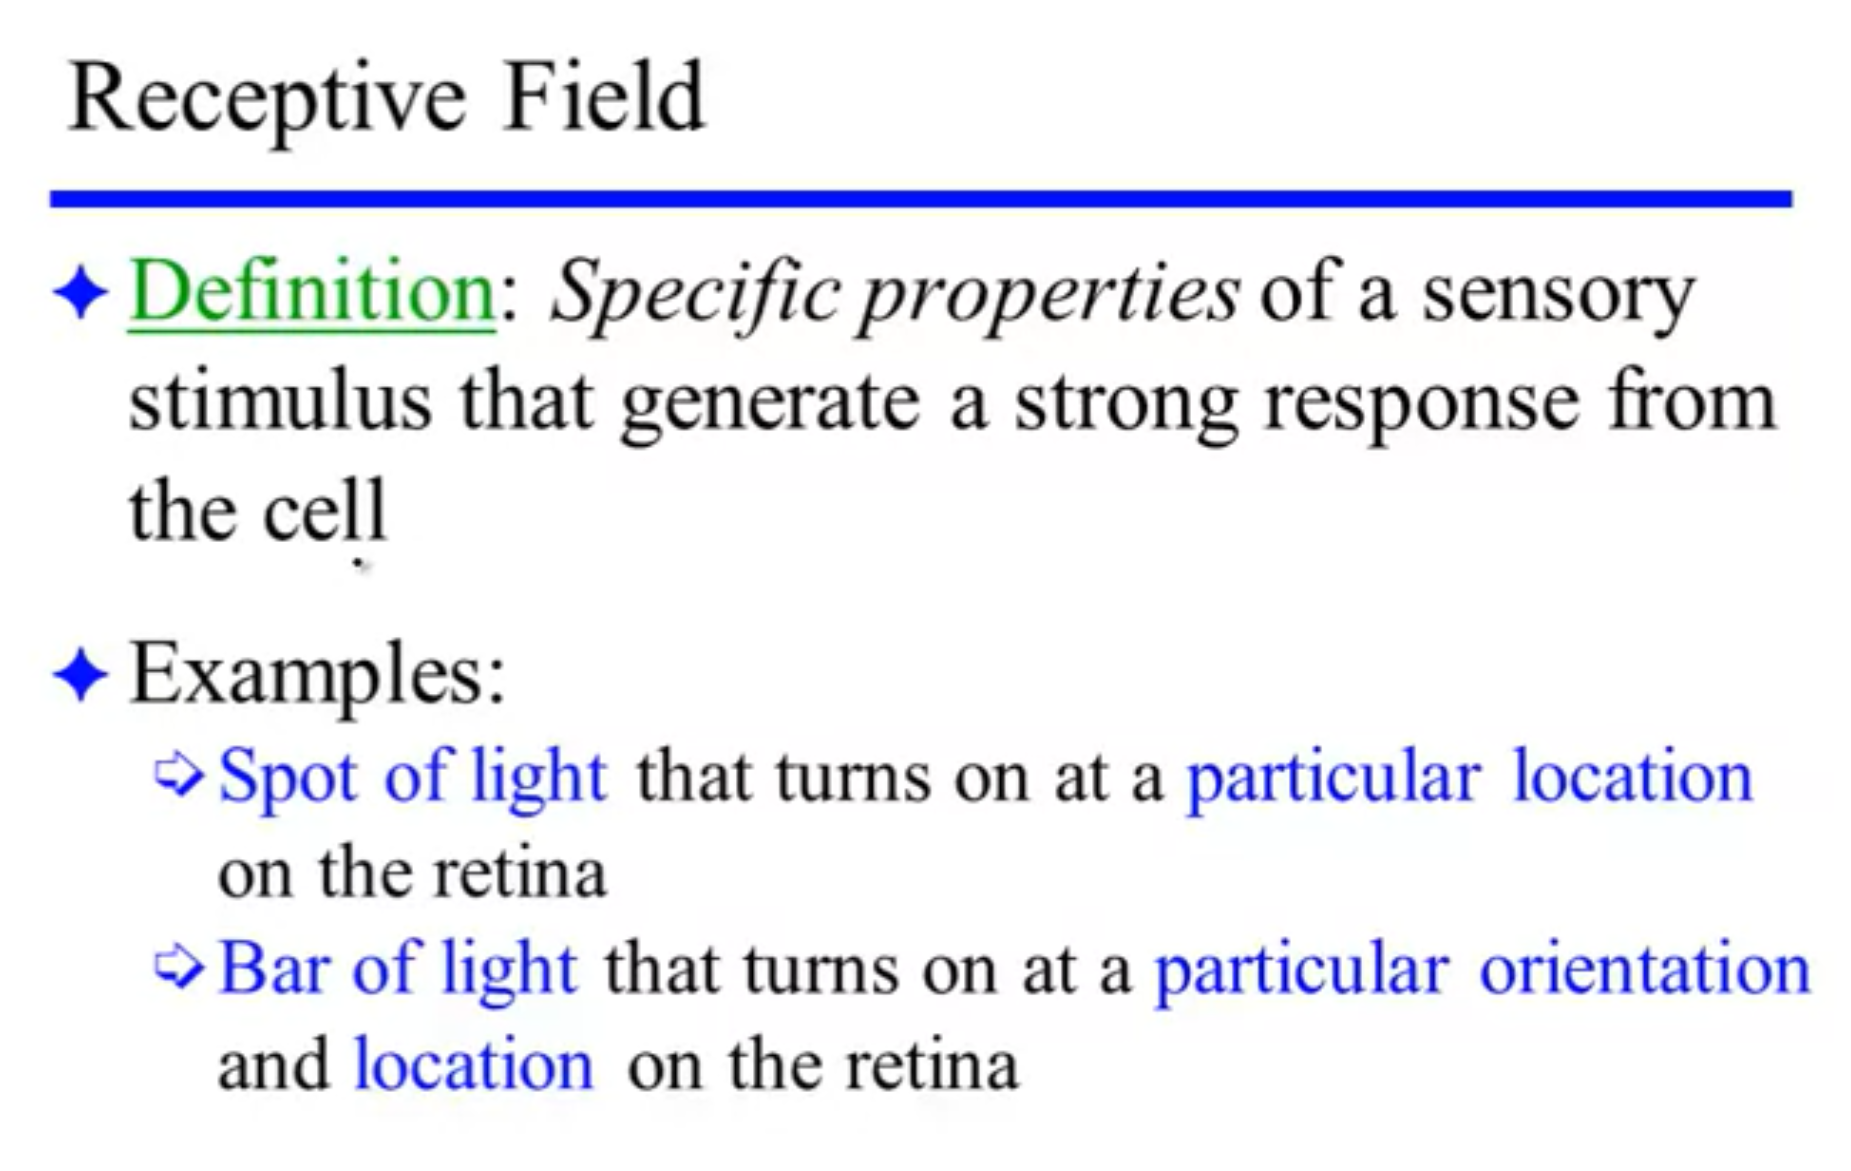 Receptive Field
Definition: Specific properties of a sensory
stimulus that generate a strong response from
the cell
Examples:
Spot of light that turns on at a particular location
on the retina
Bar of light that turns on at a particular orientation
and location on the retina